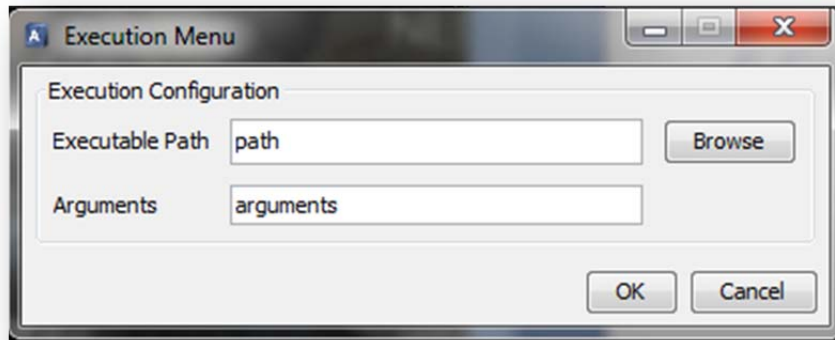 Execution Menu
Execution Configuration
Executable Path path Browse
Arguments arguments
OK Cancel